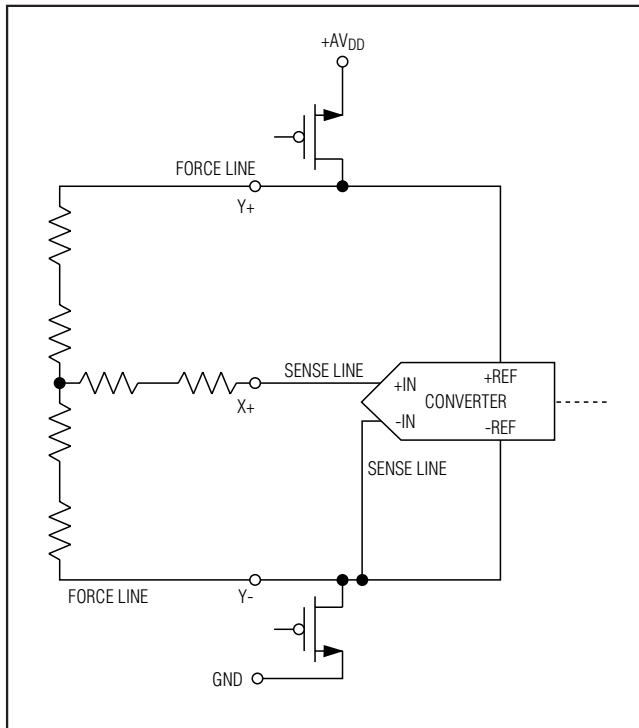 +AVDD
FORCE LINE
Y+
SENSE LINE
X+
+IN
+REF
CONVERTER
-IN
-REF
SENSE LINE
FORCE LINE
Y-
GND